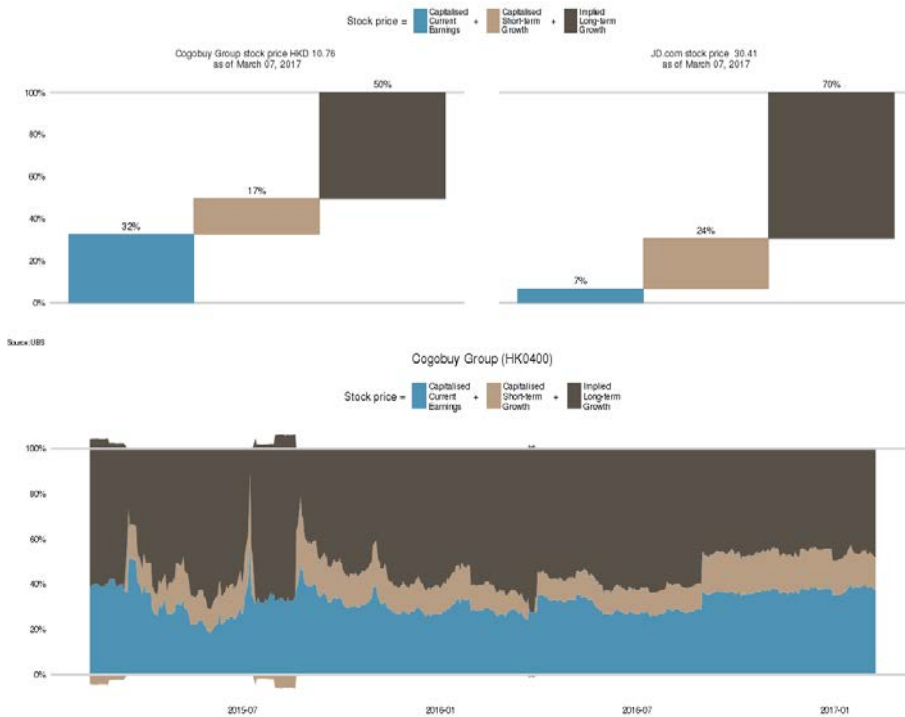 Stock price = Capitalised Current Earnings + Capitalised Short-term Growth + Implied Long-term Growth
Cogobuy Group stock price HKD 10.76
as of March 07, 2017
JD.com stock price 30.41
as of March 07, 2017
50%
70%
100%
80%
60%
40%
20%
0%
17%
32%
24%
7%
Source: UBS
Cogobuy Group (HK0400)
Stock price = Capitalised Current Earnings + Capitalised Short-term Growth + Implied Long-term Growth
100%
80%
60%
40%
20%
0%
2015-07
2016-01
2016-07
2017-01